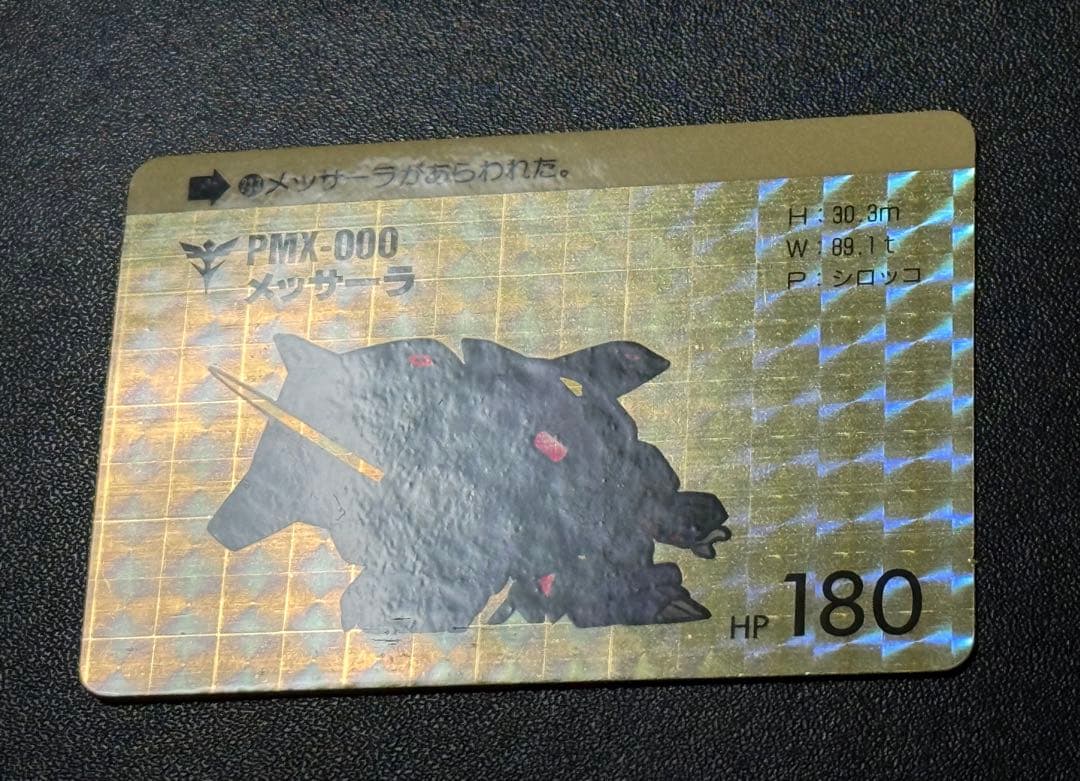 メッサーラがあらわれた。
PMX-000
メッサーラ
H：30.3m
W：89.1t
P：シロッコ
HP 180